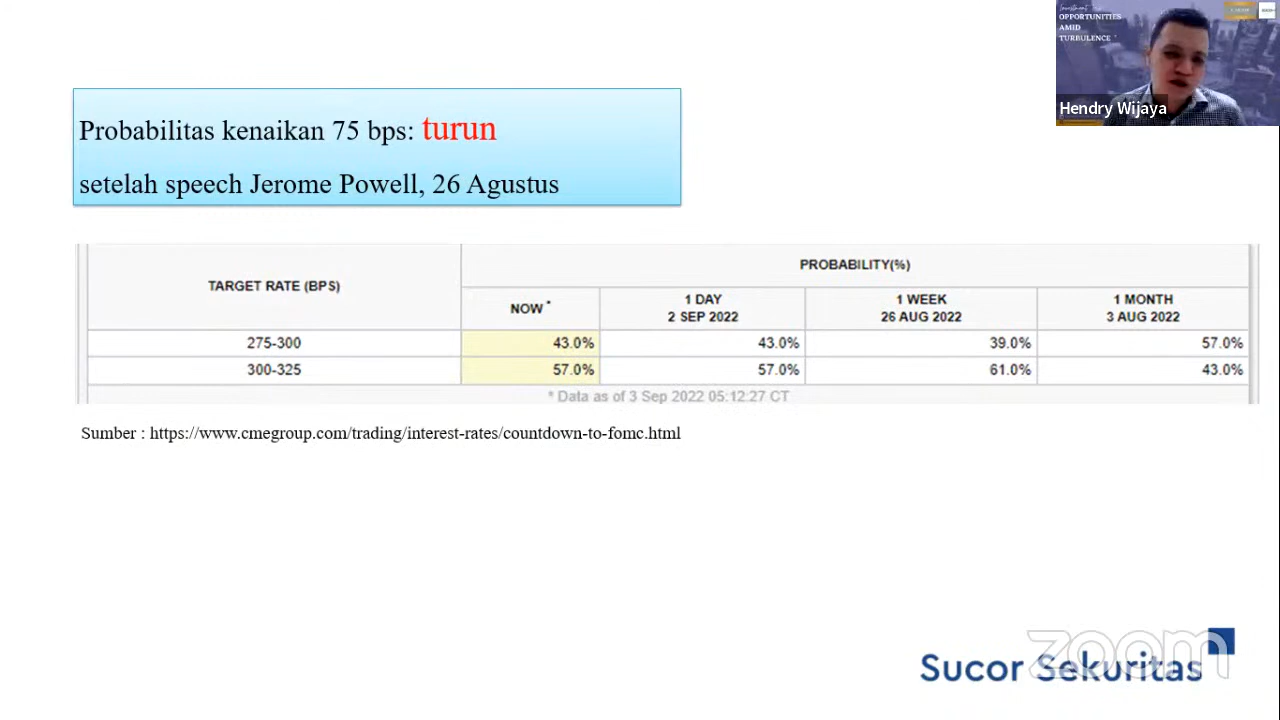 Investment Talk
OPPORTUNITIES
AMID
TURBULENCE
Hendry Wijaya
Probabilitas kenaikan 75 bps: turun
setelah speech Jerome Powell, 26 Agustus
TARGET RATE (BPS)
PROBABILITY(%)
NOW *
1 DAY
2 SEP 2022
1 WEEK
26 AUG 2022
1 MONTH
3 AUG 2022
275-300 43.0% 43.0% 39.0% 57.0%
300-325 57.0% 57.0% 61.0% 43.0%
* Data as of 3 Sep 2022 05:12:27 CT
Sumber : https://www.cmegroup.com/trading/interest-rates/countdown-to-fomc.html
zoom
Sucor Sekuritas